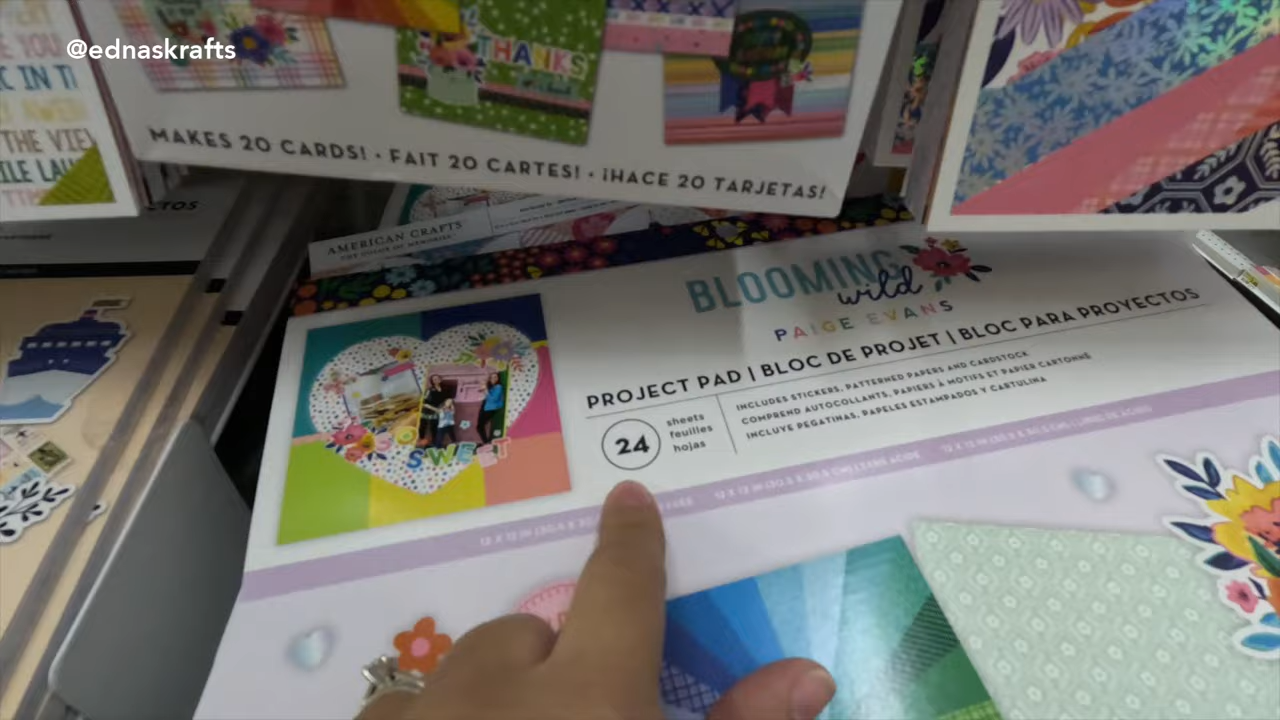 @ednaskrafts
THANKS
MAKES 20 CARDS! • FAIT 20 CARTES! • ¡HACE 20 TARJETAS!
AMERICAN CRAFTS
BLOOMING
wild
PAIGE EVANS
PROJECT PAD | BLOC DE PROJET | BLOC PARA PROYECTOS
24
sheets
feuilles
hojas
INCLUDES STICKERS, PATTERNED PAPERS AND CARDSTOCK
COMPREND AUTOCOLLANTS, PAPIERS À MOTIFS ET PAPIER CARTONNÉ
INCLUYE PEGATINAS, PAPELES ESTAMPADOS Y CARTULINA
SO
SWEET